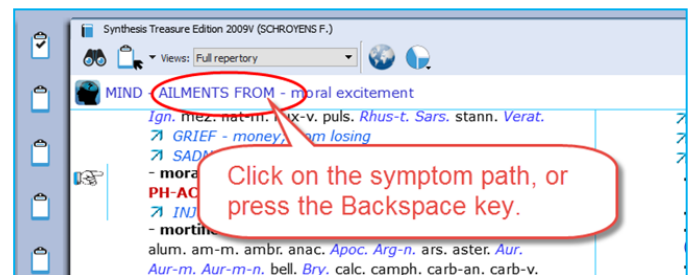 Synthesis Treasure Edition 2009V (SCHROYENS F.)
Views: Full repertory
MIND - AILMENTS FROM - moral excitement
Ign. mez. nat-m. nux-v. puls. Rhus-t. Sars. stann. Verat.
GRIEF - money, from losing
SADN
- mora
PH-AC
INJ
- mortific
alum. am-m. ambr. anac. Apoc. Arg-n. ars. aster. Aur.
Aur-m. Aur-m-n. bell. Bry. calc. camph. carb-an. carb-v.
Click on the symptom path, or
press the Backspace key.